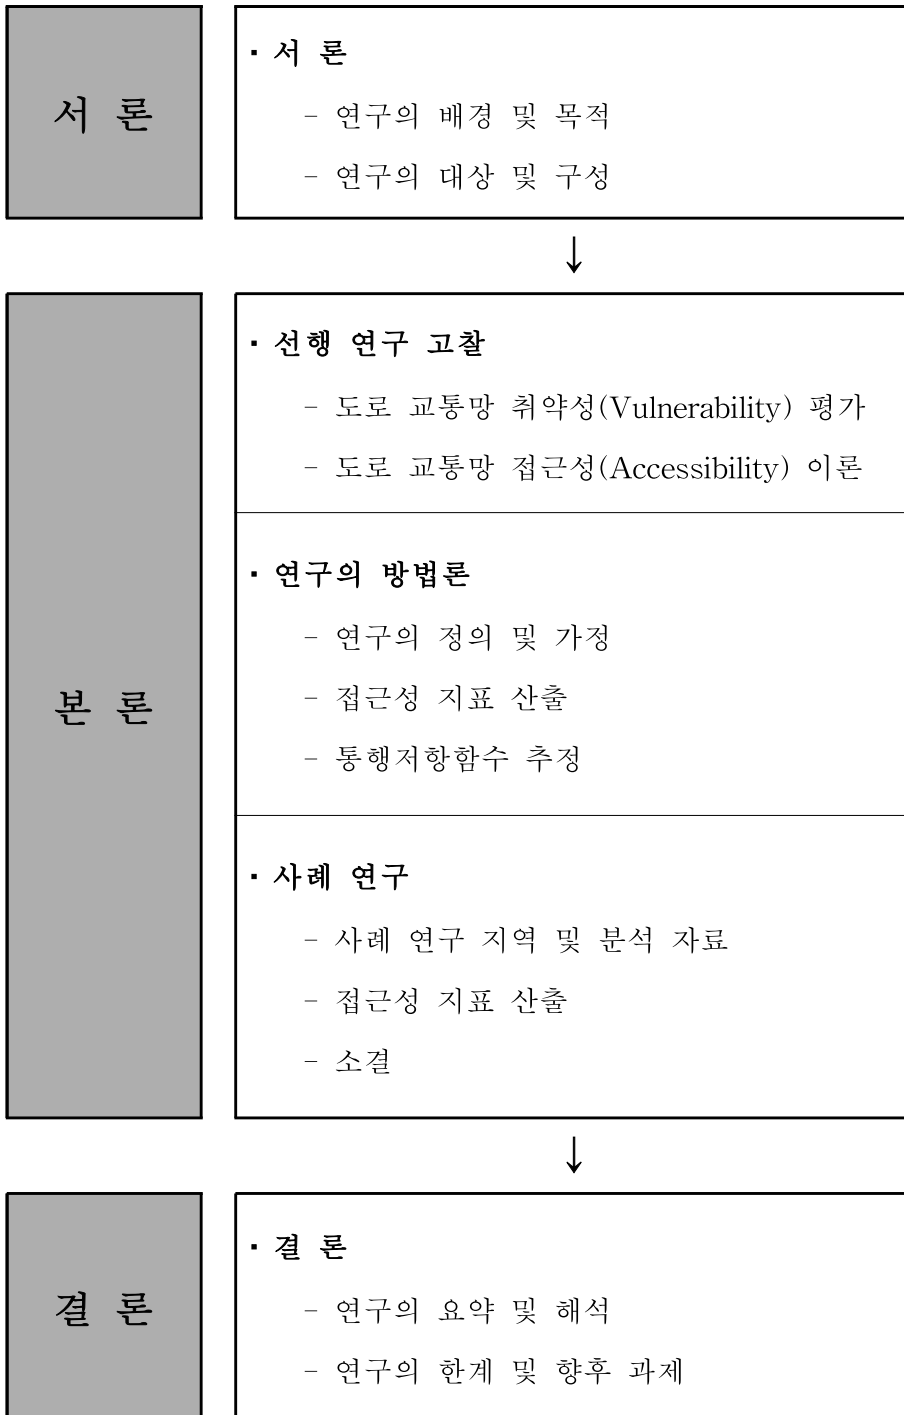 서 론
▪ 서 론
- 연구의 배경 및 목적
- 연구의 대상 및 구성
↓
본 론
▪ 선행 연구 고찰
- 도로 교통망 취약성(Vulnerability) 평가
- 도로 교통망 접근성(Accessibility) 이론
▪ 연구의 방법론
- 연구의 정의 및 가정
- 접근성 지표 산출
- 통행저항함수 추정
▪ 사례 연구
- 사례 연구 지역 및 분석 자료
- 접근성 지표 산출
- 소결
↓
결 론
▪ 결 론
- 연구의 요약 및 해석
- 연구의 한계 및 향후 과제